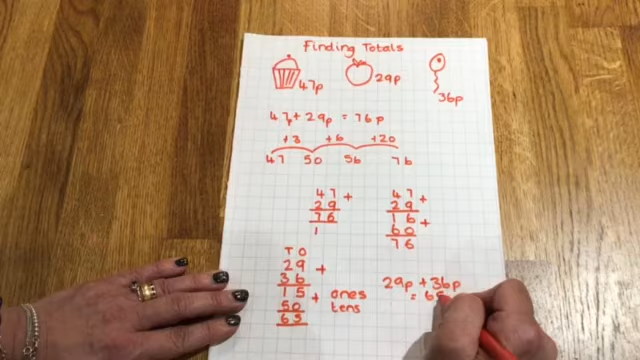 Finding Totals
47p 29p 36p
47p + 29p = 76p
+3 +6 +20
47 50 56 76
47 +
29
76
1
47 +
29
16 +
60
76
T O
29 +
36
15 + ones
50 tens
65
29p + 36p
= 65